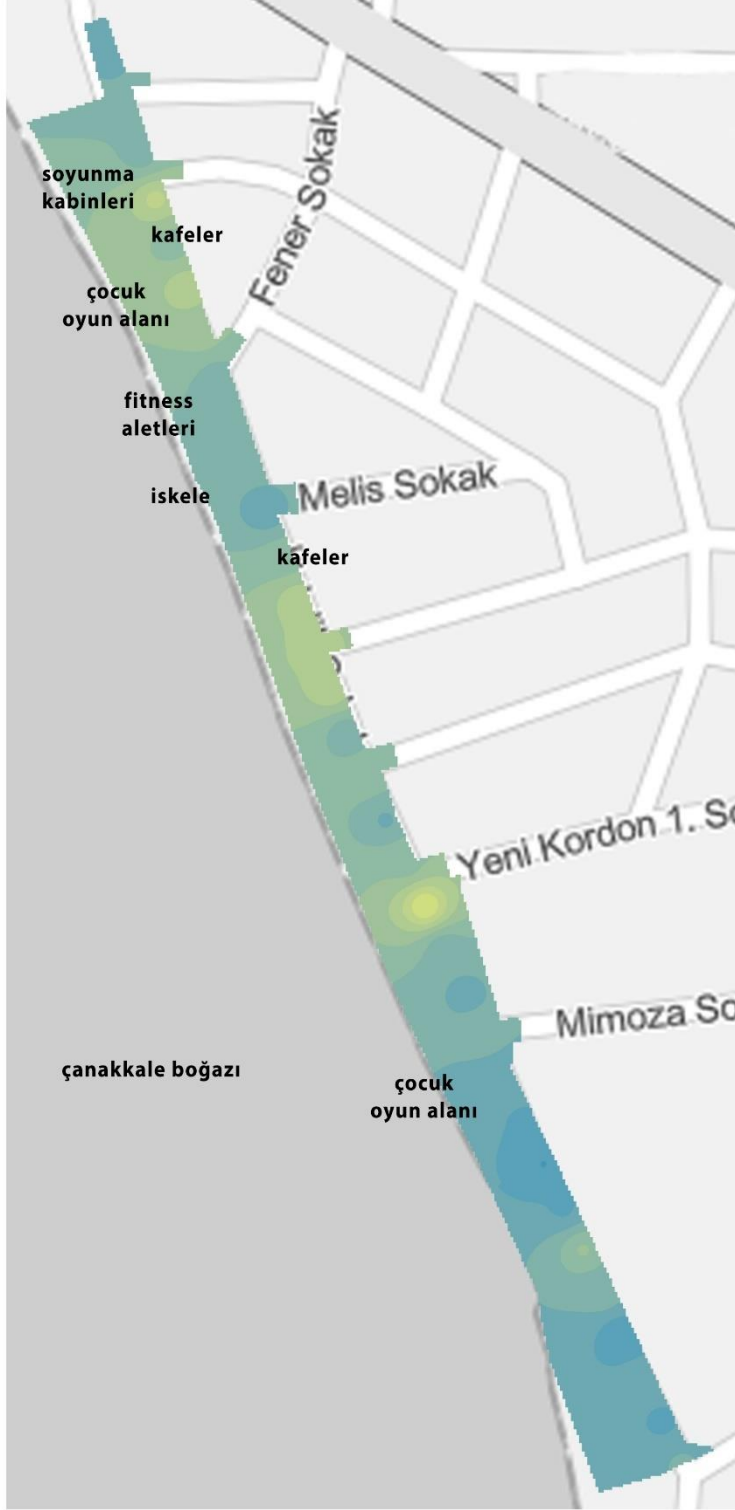 soyunma
kabinleri
kafeler
Fener Sokak
çocuk
oyun alanı
fitness
aletleri
iskele
Melis Sokak
kafeler
Yeni Kordon 1. So
Mimoza So
çanakkale boğazı
çocuk
oyun alanı